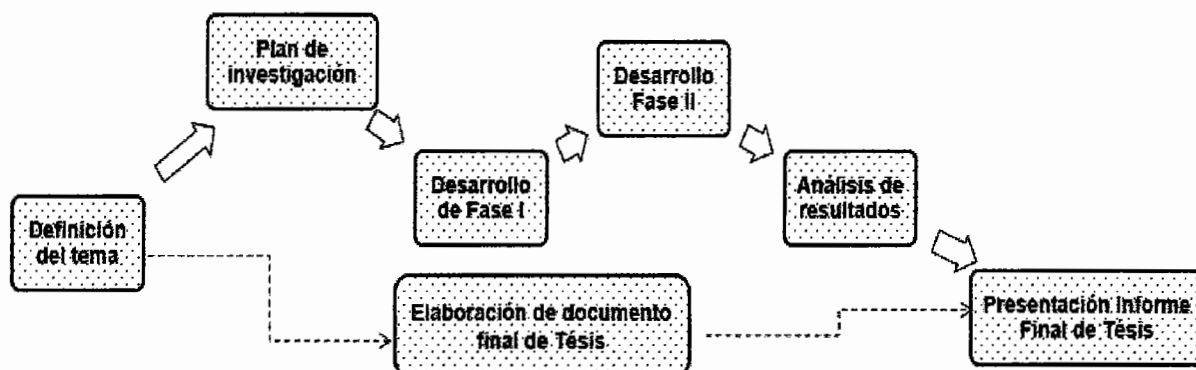 Plan de
investigación
Desarrollo
Fase II
Desarrollo
de Fase I
Análisis de
resultados
Definición
del tema
Elaboración de documento
final de Tésis
Presentación Informe
Final de Tésis